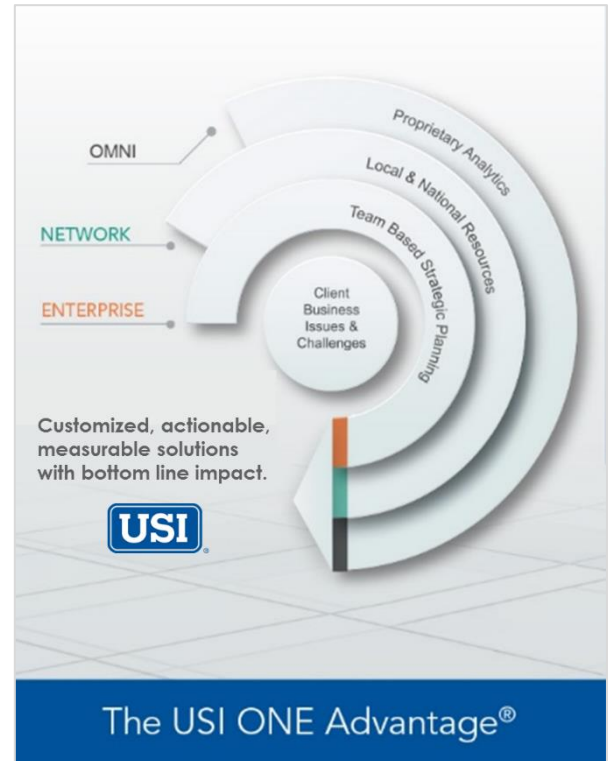 OMNI
NETWORK
ENTERPRISE
Proprietary Analytics
Local & National Resources
Team Based Strategic Planning
Client
Business
Issues &
Challenges
Customized, actionable,
measurable solutions
with bottom line impact.
USI®
The USI ONE Advantage®